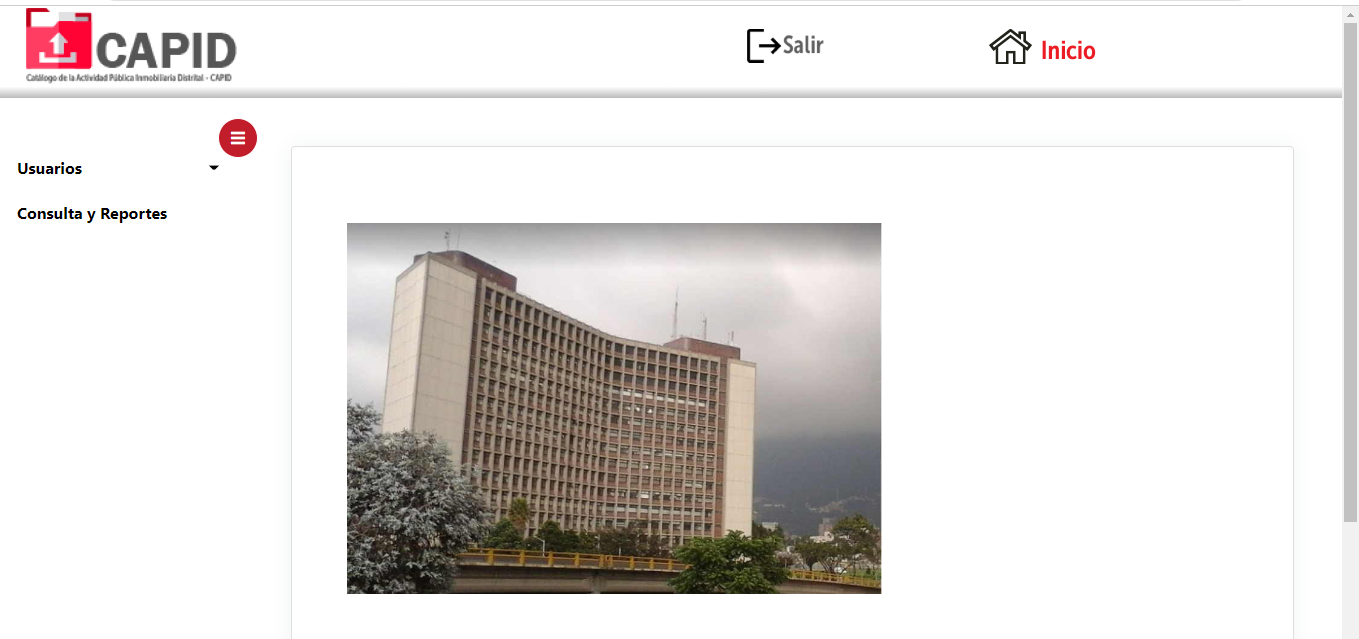 CAPID
Catálogo de la Actividad Pública Inmobiliaria Distrital - CAPID
Salir
Inicio
Usuarios
Consulta y Reportes